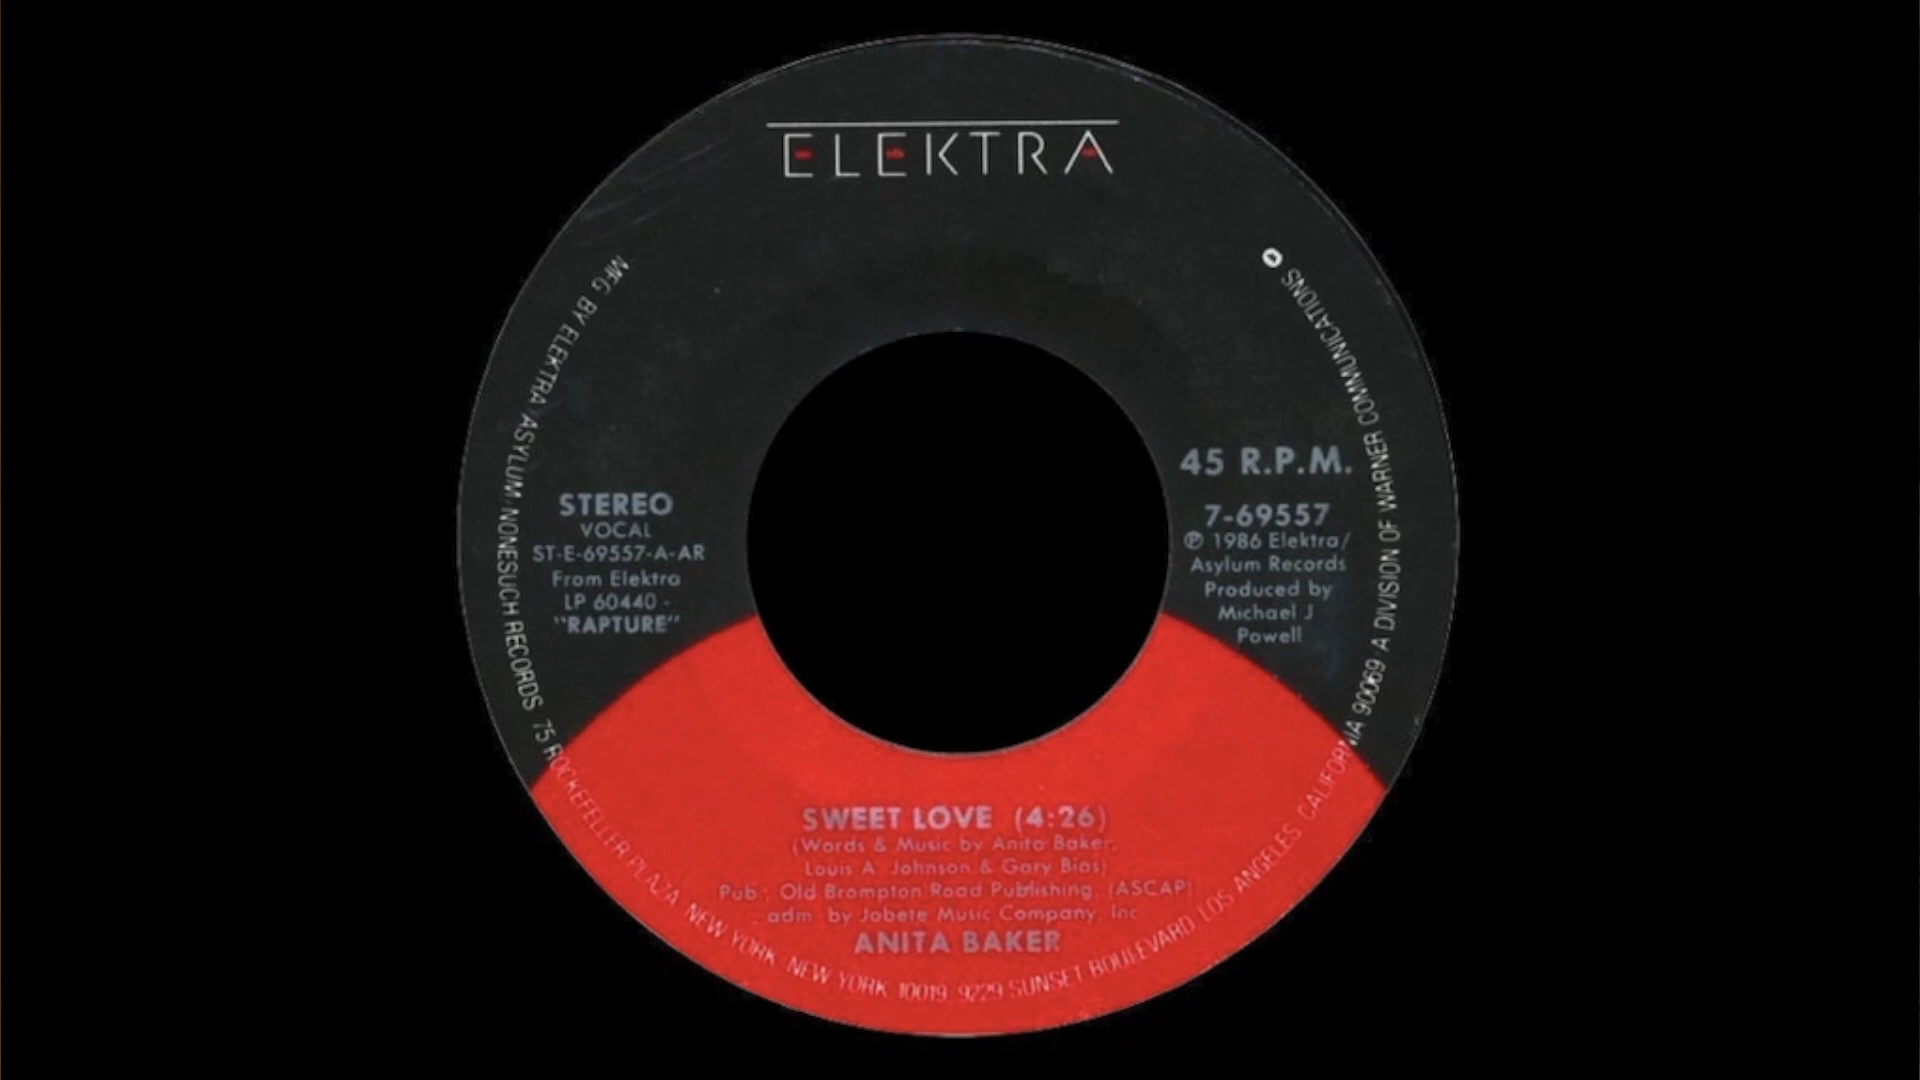 ELEKTRA
STEREO
VOCAL
ST-E-69557-A-AR
From Elektra
LP 60440 -
"RAPTURE"
45 R.P.M.
7-69557
℗ 1986 Elektra/
Asylum Records
Produced by
Michael J
Powell
SWEET LOVE (4:26)
(Words & Music by Anita Baker,
Louis A. Johnson & Gary Bias)
Pub.: Old Brompton Road Publishing, (ASCAP)
adm. by Jobete Music Company, Inc
ANITA BAKER
MFG. BY ELEKTRA/ASYLUM/NONESUCH RECORDS 75 ROCKEFELLER PLAZA, NEW YORK, NEW YORK 10019, 9229 SUNSET BOULEVARD, LOS ANGELES, CALIFORNIA 90069 A DIVISION OF WARNER COMMUNICATIONS